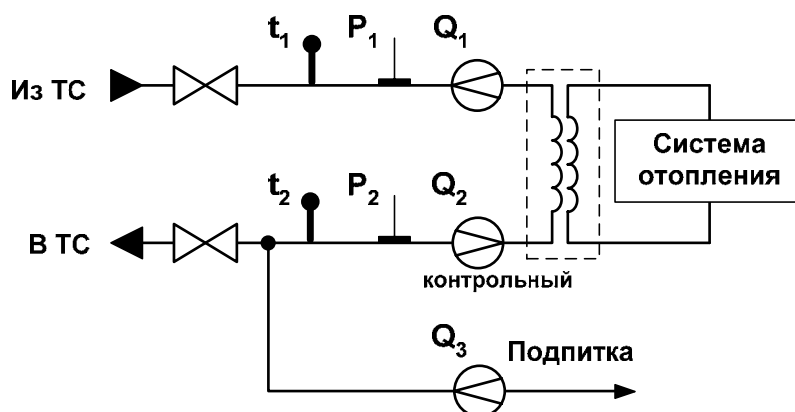 t1 P1 Q1
Из ТС
Система
отопления
t2 P2 Q2
В ТС
контрольный
Q3 Подпитка